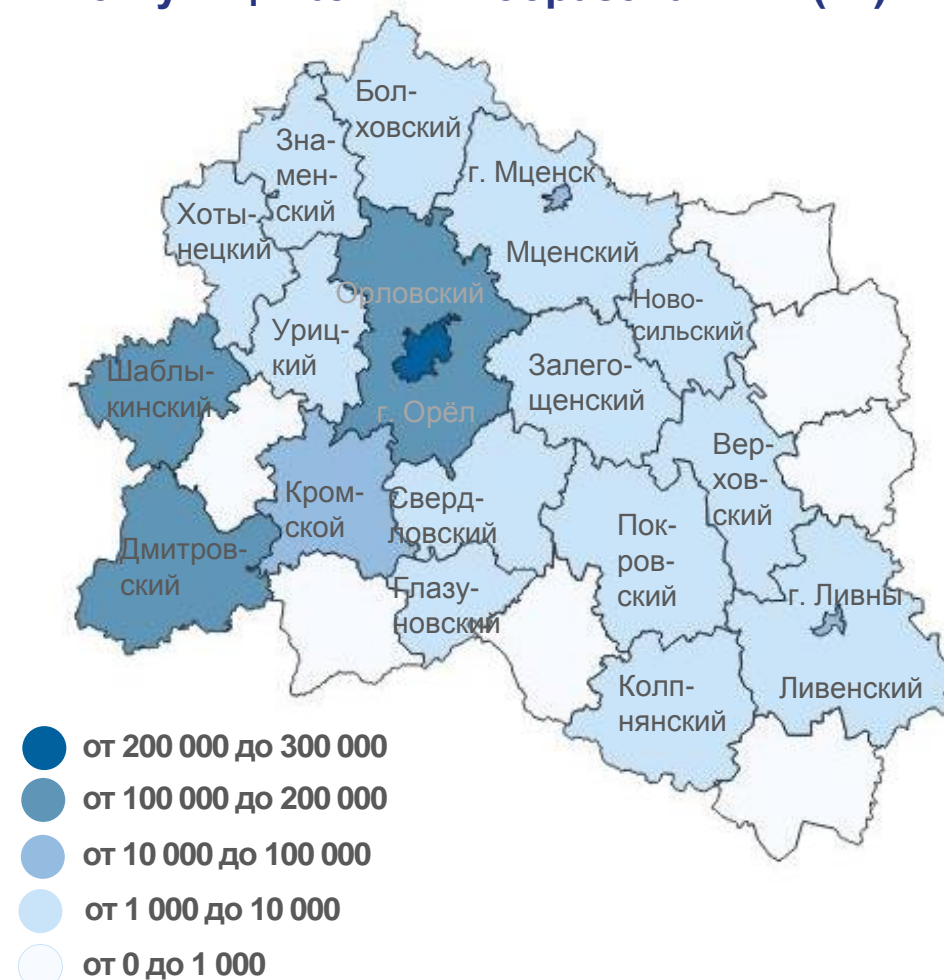 Бол-
ховский
Зна-
мен-
ский
г. Мценск
Хоты-
нецкий
Мценский
Орловский
Ново-
сильский
Уриц-
кий
Шаблы-
кинский
Залего-
щенский
г. Орёл
Вер-
хов-
ский
Кром-
ской
Сверд-
ловский
Пок-
ров-
ский
Дмитров-
ский
Глазу-
новский
г. Ливны
Колп-
нянский
Ливенский
от 200 000 до 300 000
от 100 000 до 200 000
от 10 000 до 100 000
от 1 000 до 10 000
от 0 до 1 000